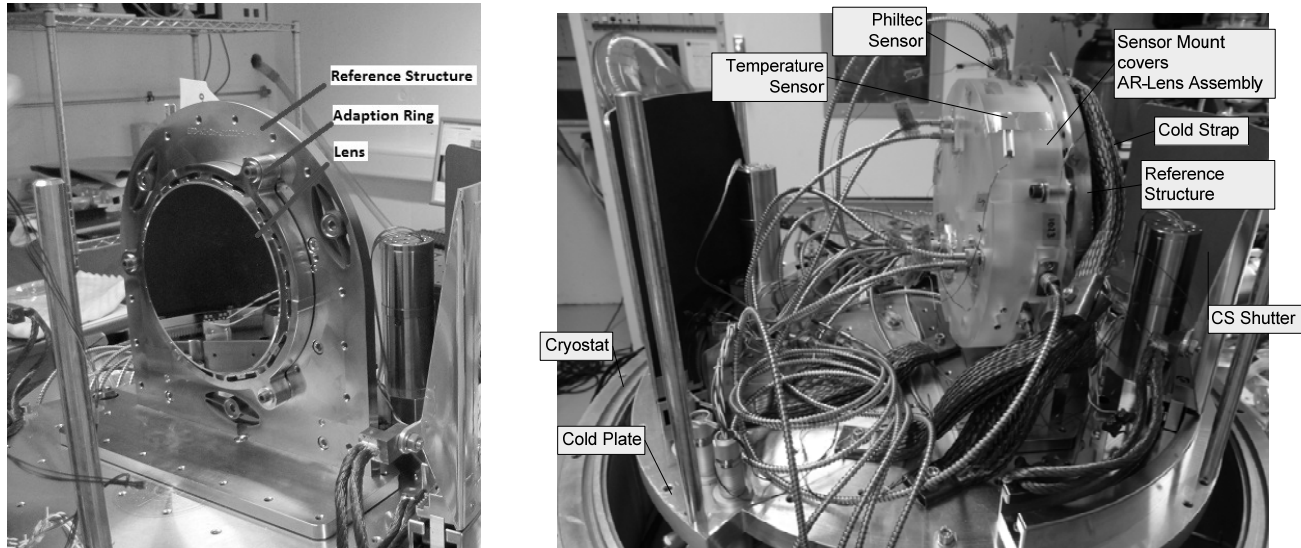 Reference Structure
Adaption Ring
Lens
Philtec
Sensor
Temperature
Sensor
Sensor Mount
covers
AR-Lens Assembly
Cold Strap
Reference
Structure
CS Shutter
Cryostat
Cold Plate